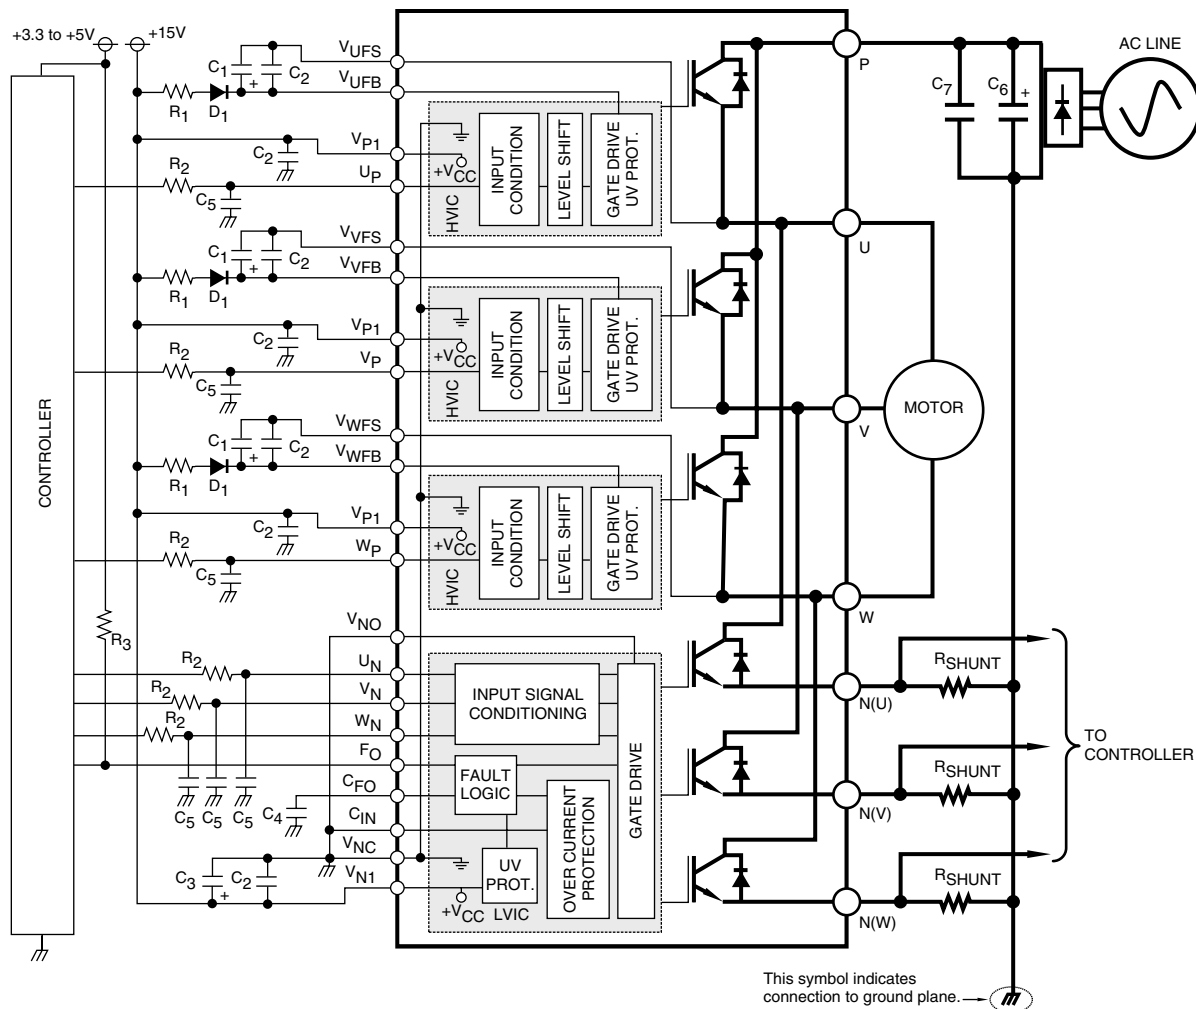 +3.3 to +5V
+15V
CONTROLLER
C1
+
C2
R1
D1
VUFS
VUFB
C2
VP1
R2
UP
C5
HVIC
+VCC
INPUT
CONDITION
LEVEL SHIFT
GATE DRIVE
UV PROT.
C1
+
C2
R1
D1
VVFS
VVFB
C2
VP1
R2
VP
C5
HVIC
+VCC
INPUT
CONDITION
LEVEL SHIFT
GATE DRIVE
UV PROT.
C1
+
C2
R1
D1
VWFS
VWFB
C2
VP1
R2
WP
C5
HVIC
+VCC
INPUT
CONDITION
LEVEL SHIFT
GATE DRIVE
UV PROT.
R3
VNO
R2
UN
R2
VN
R2
WN
FO
CFO
CIN
VNC
VN1
C5
C5
C5
C4
C3
+
C2
INPUT SIGNAL
CONDITIONING
FAULT
LOGIC
UV
PROT.
LVIC
+VCC
OVER CURRENT
PROTECTION
GATE DRIVE
P
U
V
W
N(U)
N(V)
N(W)
C7
C6
+
AC LINE
MOTOR
RSHUNT
RSHUNT
RSHUNT
TO
CONTROLLER
This symbol indicates
connection to ground plane.